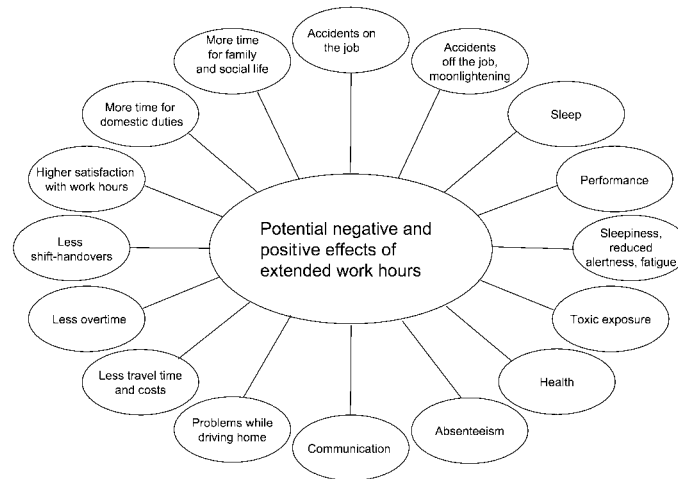 Accidents on
the job
Accidents
off the job,
moonlightening
Sleep
Performance
Sleepiness,
reduced
alertness, fatigue
Toxic exposure
Health
Absenteeism
Communication
Problems while
driving home
Less travel time
and costs
Less overtime
Less
shift-handovers
Higher satisfaction
with work hours
More time for
domestic duties
More time
for family
and social life
Potential negative and
positive effects of
extended work hours